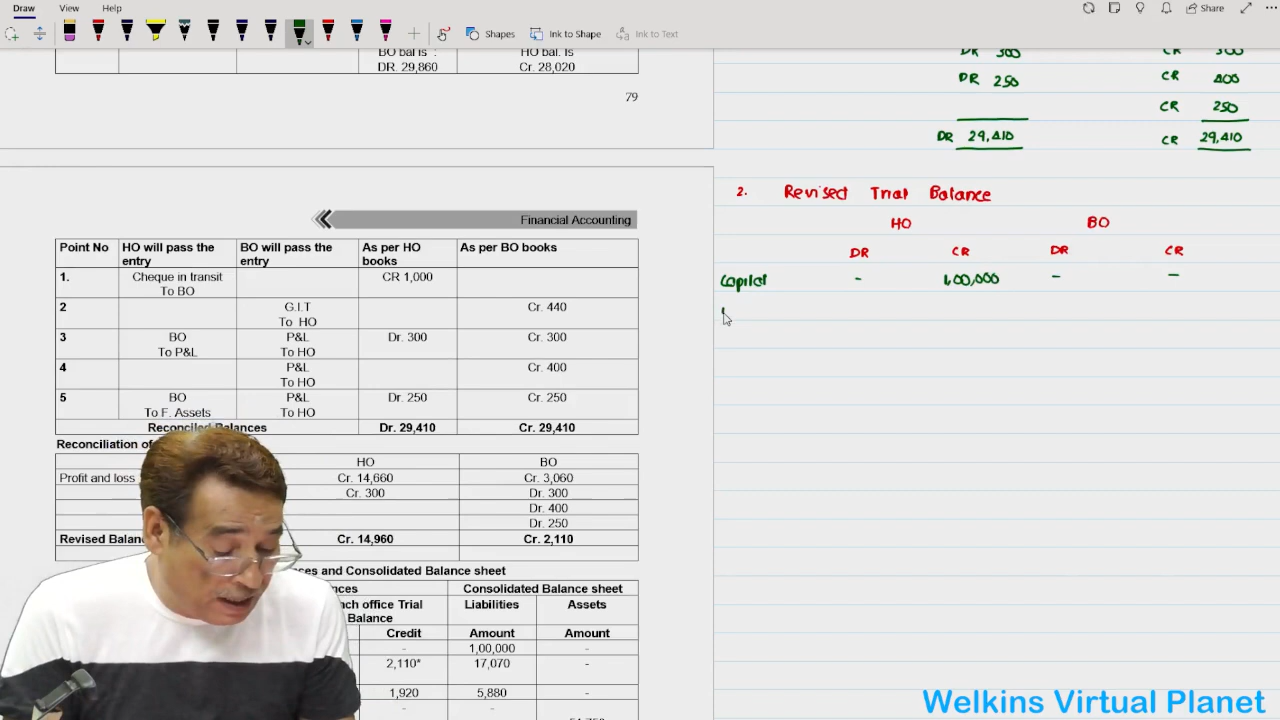 Draw View Help Share
Shapes Ink to Shape Ink to Text
BO bal is : HO bal. is
DR. 29,860 Cr. 28,020
79
DR 300 CR 300
DR 250 CR 400
CR 250
DR 29,410 CR 29,410
2. Revised Trial Balance
HO BO
DR CR DR CR
Capital - 1,00,000 - -
Financial Accounting
Point No HO will pass the entry BO will pass the entry As per HO books As per BO books
1. Cheque in transit CR 1,000
To BO
2 G.I.T Cr. 440
To HO
3 BO P&L Dr. 300 Cr. 300
To P&L To HO
4 P&L Cr. 400
To HO
5 BO P&L Dr. 250 Cr. 250
To F. Assets To HO
Reconciled Balances Dr. 29,410 Cr. 29,410
Reconciliation of
HO BO
Profit and loss Cr. 14,660 Cr. 3,060
Cr. 300 Dr. 300
Dr. 400
Dr. 250
Revised Cr. 14,960 Cr. 2,110
and Consolidated Balance sheet
Consolidated Balance sheet
office Trial Liabilities Assets
Balance
Credit Amount Amount
- 1,00,000 -
2,110* 17,070 -
1,920 5,880 -
- -
Welkins Virtual Planet